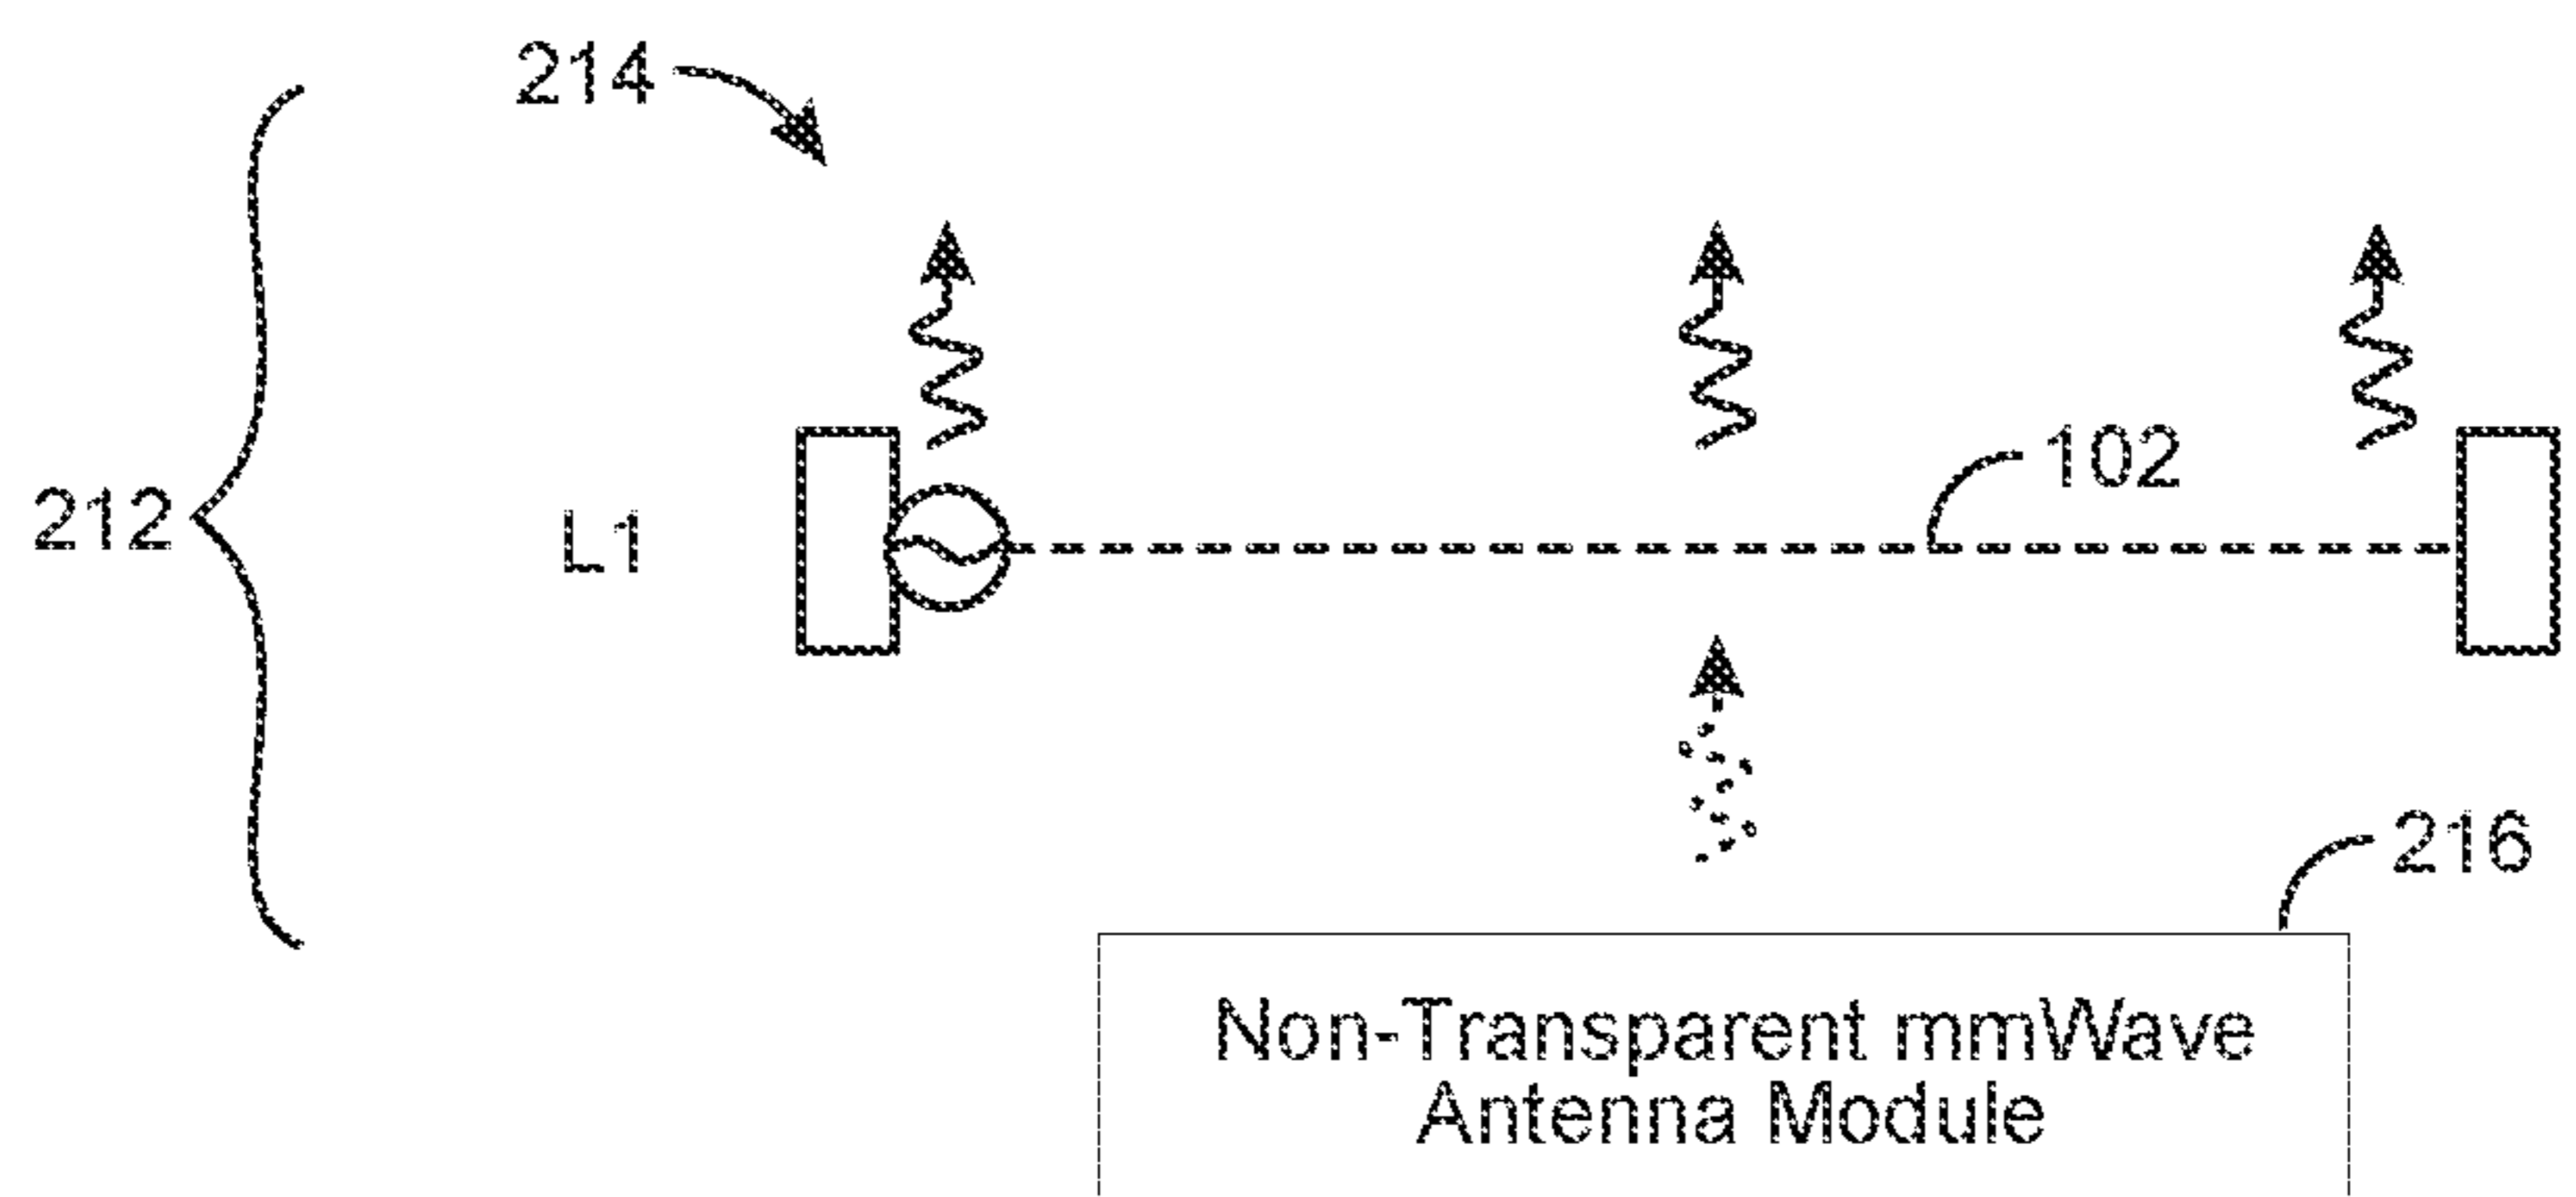 214
102
212
L1
216
Non-Transparent mmWave
Antenna Module